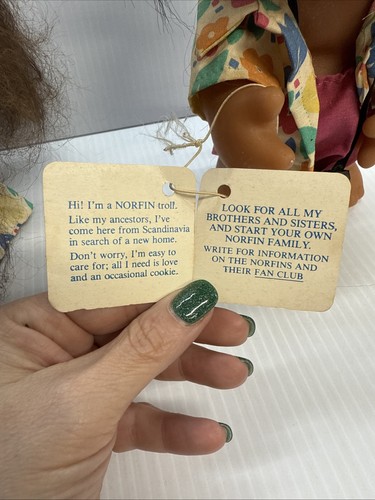 Hi! I'm a NORFIN troll.
Like my ancestors, I've
come here from Scandinavia
in search of a new home.
Don't worry, I'm easy to
care for; all I need is love
and an occasional cookie.
LOOK FOR ALL MY
BROTHERS AND SISTERS,
AND START YOUR OWN
NORFIN FAMILY.
WRITE FOR INFORMATION
ON THE NORFINS AND
THEIR FAN CLUB